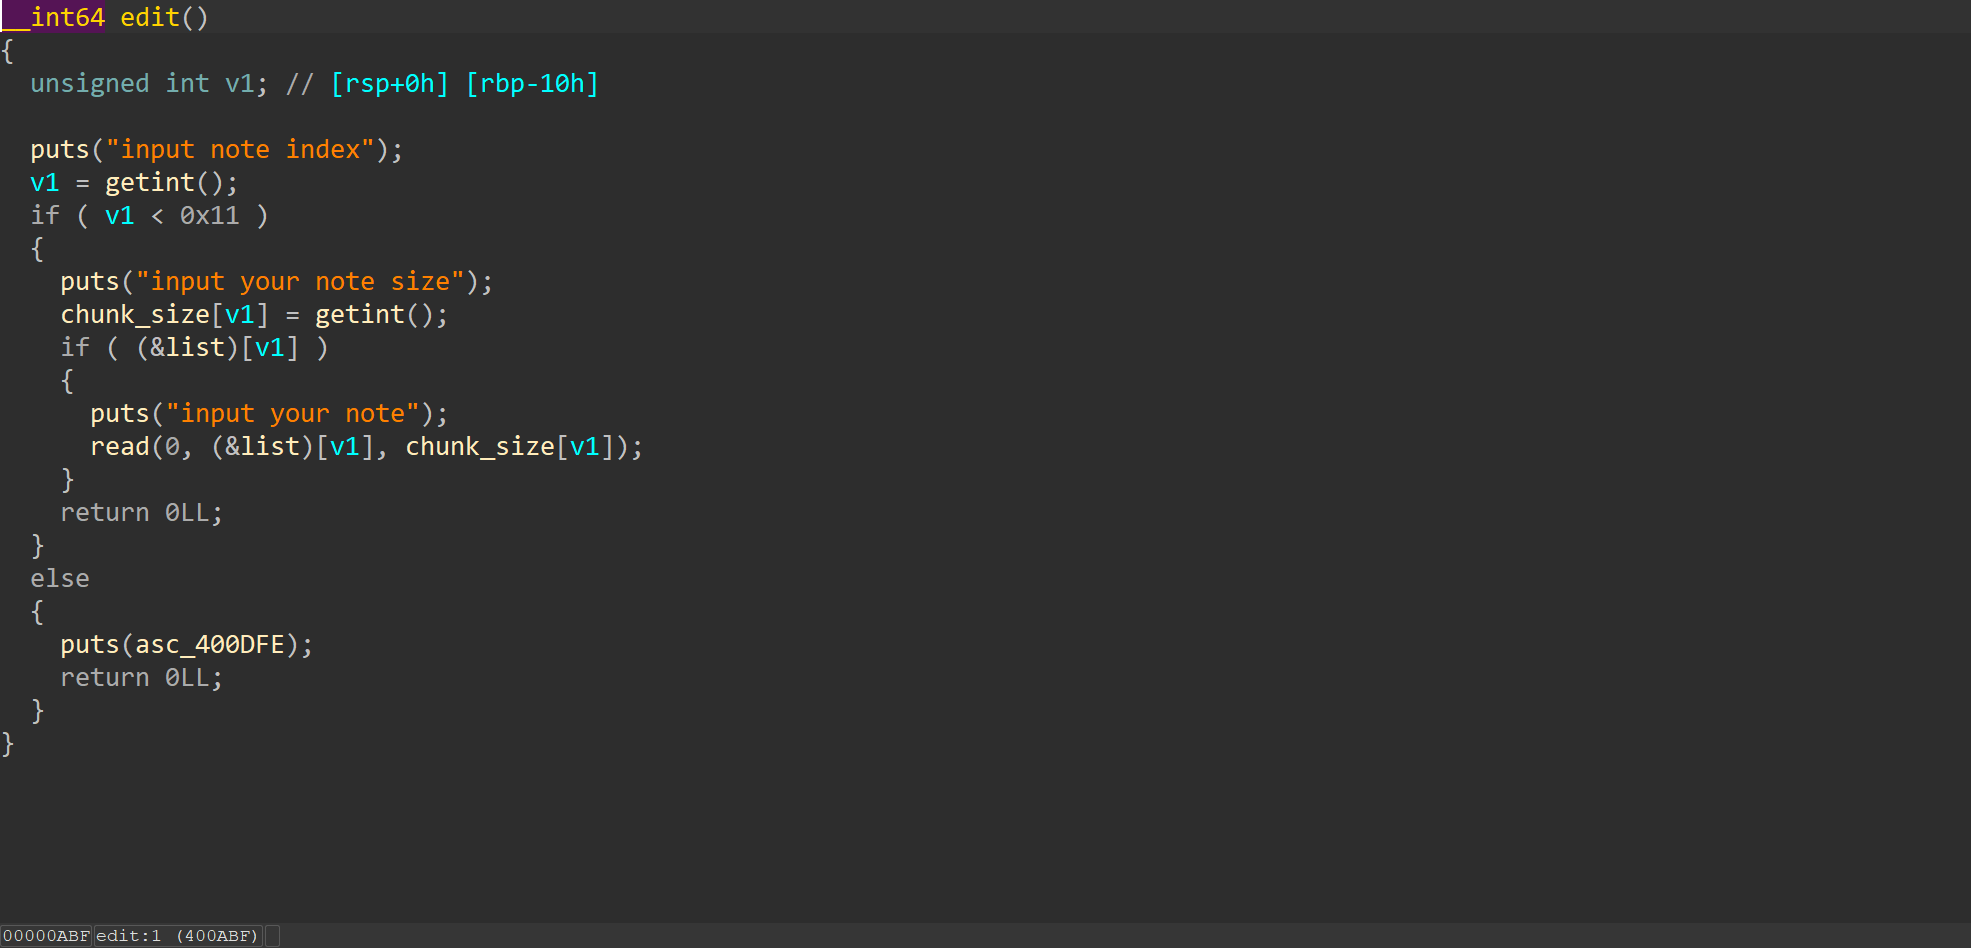 __int64 edit()
{
  unsigned int v1; // [rsp+0h] [rbp-10h]

  puts("input note index");
  v1 = getint();
  if ( v1 < 0x11 )
  {
    puts("input your note size");
    chunk_size[v1] = getint();
    if ( (&list)[v1] )
    {
      puts("input your note");
      read(0, (&list)[v1], chunk_size[v1]);
    }
    return 0LL;
  }
  else
  {
    puts(asc_400DFE);
    return 0LL;
  }
}
00000ABF edit:1 (400ABF)